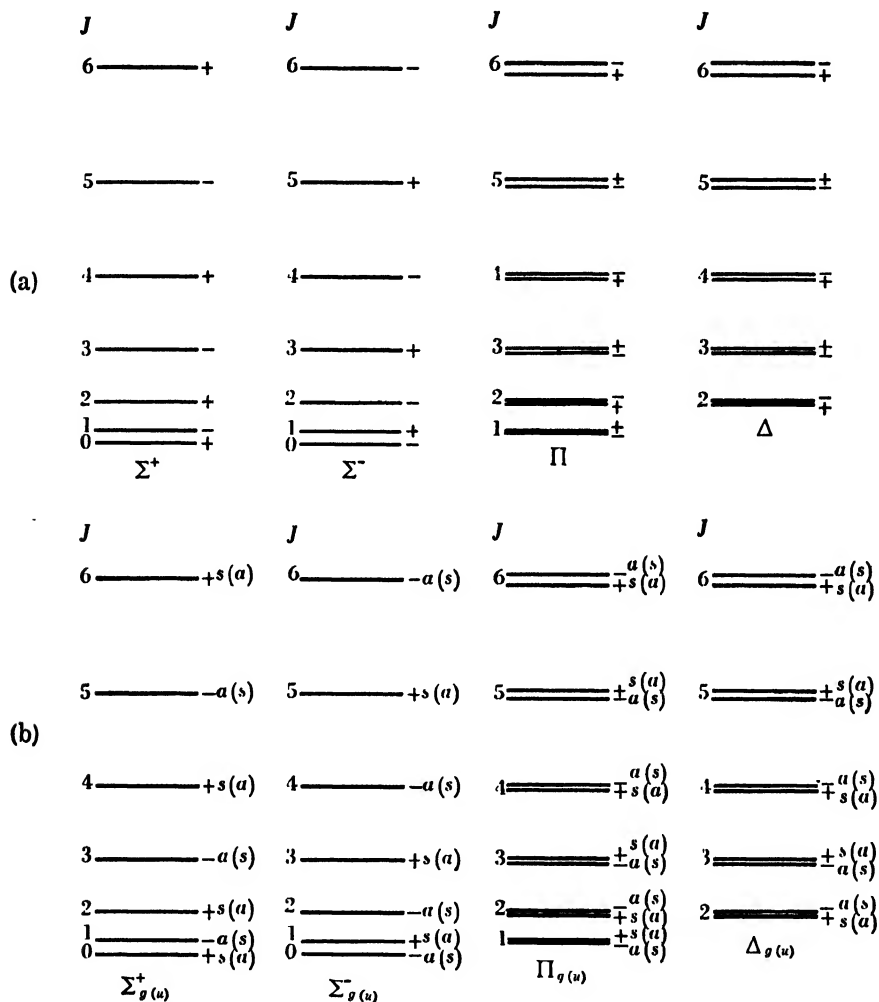 J J J J
6 + 6 − 6 ∓ 6 ∓
5 − 5 + 5 ± 5 ±
(a)
4 + 4 − 1 ∓ 4 ∓
3 − 3 + 3 ± 3 ±
2 + 2 − 2 ∓ 2 ∓
1 − 1 + 1 ±
0 + 0 −
Σ⁺ Σ⁻ Π Δ
J J J J
6 +s(a) 6 −a(s) 6 −a(s) 6 −a(s)
+s(a) +s(a)
5 −a(s) 5 +s(a) 5 +s(a) 5 +s(a)
−a(s) −a(s)
(b)
4 +s(a) 4 −a(s) 4 −a(s) 4 −a(s)
+s(a) +s(a)
3 −a(s) 3 +s(a) 3 +s(a) 3 +s(a)
−a(s) −a(s)
2 +s(a) 2 −a(s) 2 −a(s) 2 −a(s)
+s(a) +s(a)
1 −a(s) 1 +s(a) 1 +s(a)
0 +s(a) 0 −a(s) −a(s)
Σ⁺g(u) Σ⁻g(u) Πg(u) Δg(u)